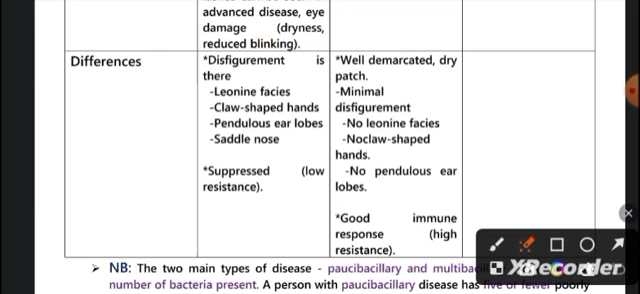 advanced disease, eye
damage (dryness,
reduced blinking).
Differences
*Disfigurement is
there
-Leonine facies
-Claw-shaped hands
-Pendulous ear lobes
-Saddle nose
*Suppressed (low
resistance).
*Well demarcated, dry
patch.
-Minimal
disfigurement
-No leonine facies
-Noclaw-shaped
hands.
-No pendulous ear
lobes.
*Good immune
response (high
resistance).
➢ NB: The two main types of disease - paucibacillary and
number of bacteria present. A person with paucibacillary disease has five or fewer poorly
XRecorder